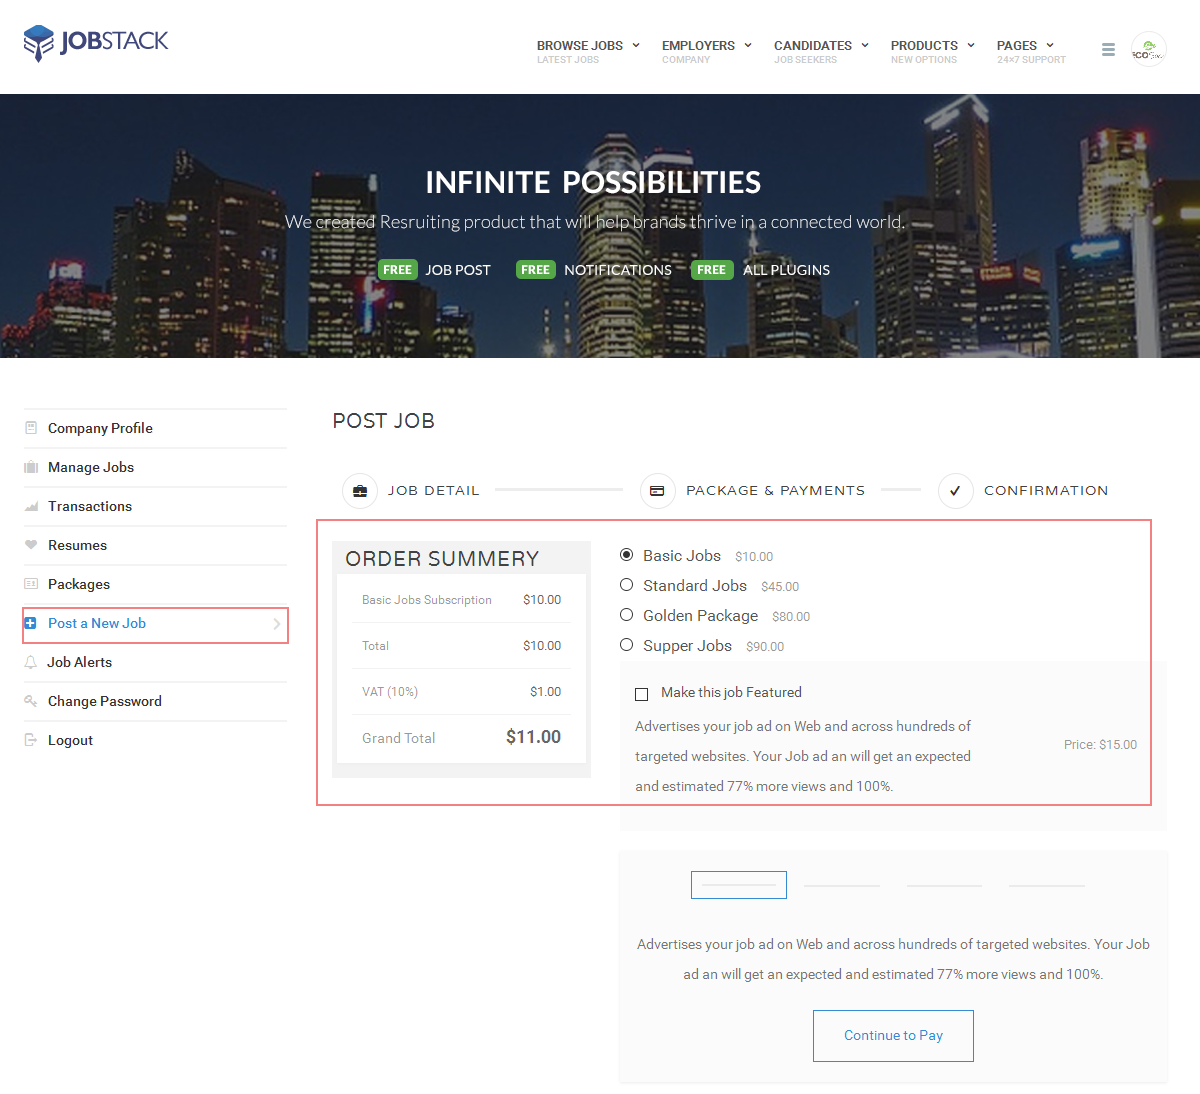 JOBSTACK
BROWSE JOBS
LATEST JOBS
EMPLOYERS
COMPANY
CANDIDATES
JOB SEEKERS
PRODUCTS
NEW OPTIONS
PAGES
24×7 SUPPORT
INFINITE POSSIBILITIES
We created Resruiting product that will help brands thrive in a connected world.
FREE JOB POST FREE NOTIFICATIONS FREE ALL PLUGINS
Company Profile
Manage Jobs
Transactions
Resumes
Packages
Post a New Job
Job Alerts
Change Password
Logout
POST JOB
JOB DETAIL PACKAGE & PAYMENTS CONFIRMATION
ORDER SUMMERY
Basic Jobs Subscription $10.00
Total $10.00
VAT (10%) $1.00
Grand Total $11.00
Basic Jobs $10.00
Standard Jobs $45.00
Golden Package $80.00
Supper Jobs $90.00
Make this job Featured
Advertises your job ad on Web and across hundreds of
targeted websites. Your Job ad an will get an expected
and estimated 77% more views and 100%.
Price: $15.00
Advertises your job ad on Web and across hundreds of targeted websites. Your Job
ad an will get an expected and estimated 77% more views and 100%.
Continue to Pay